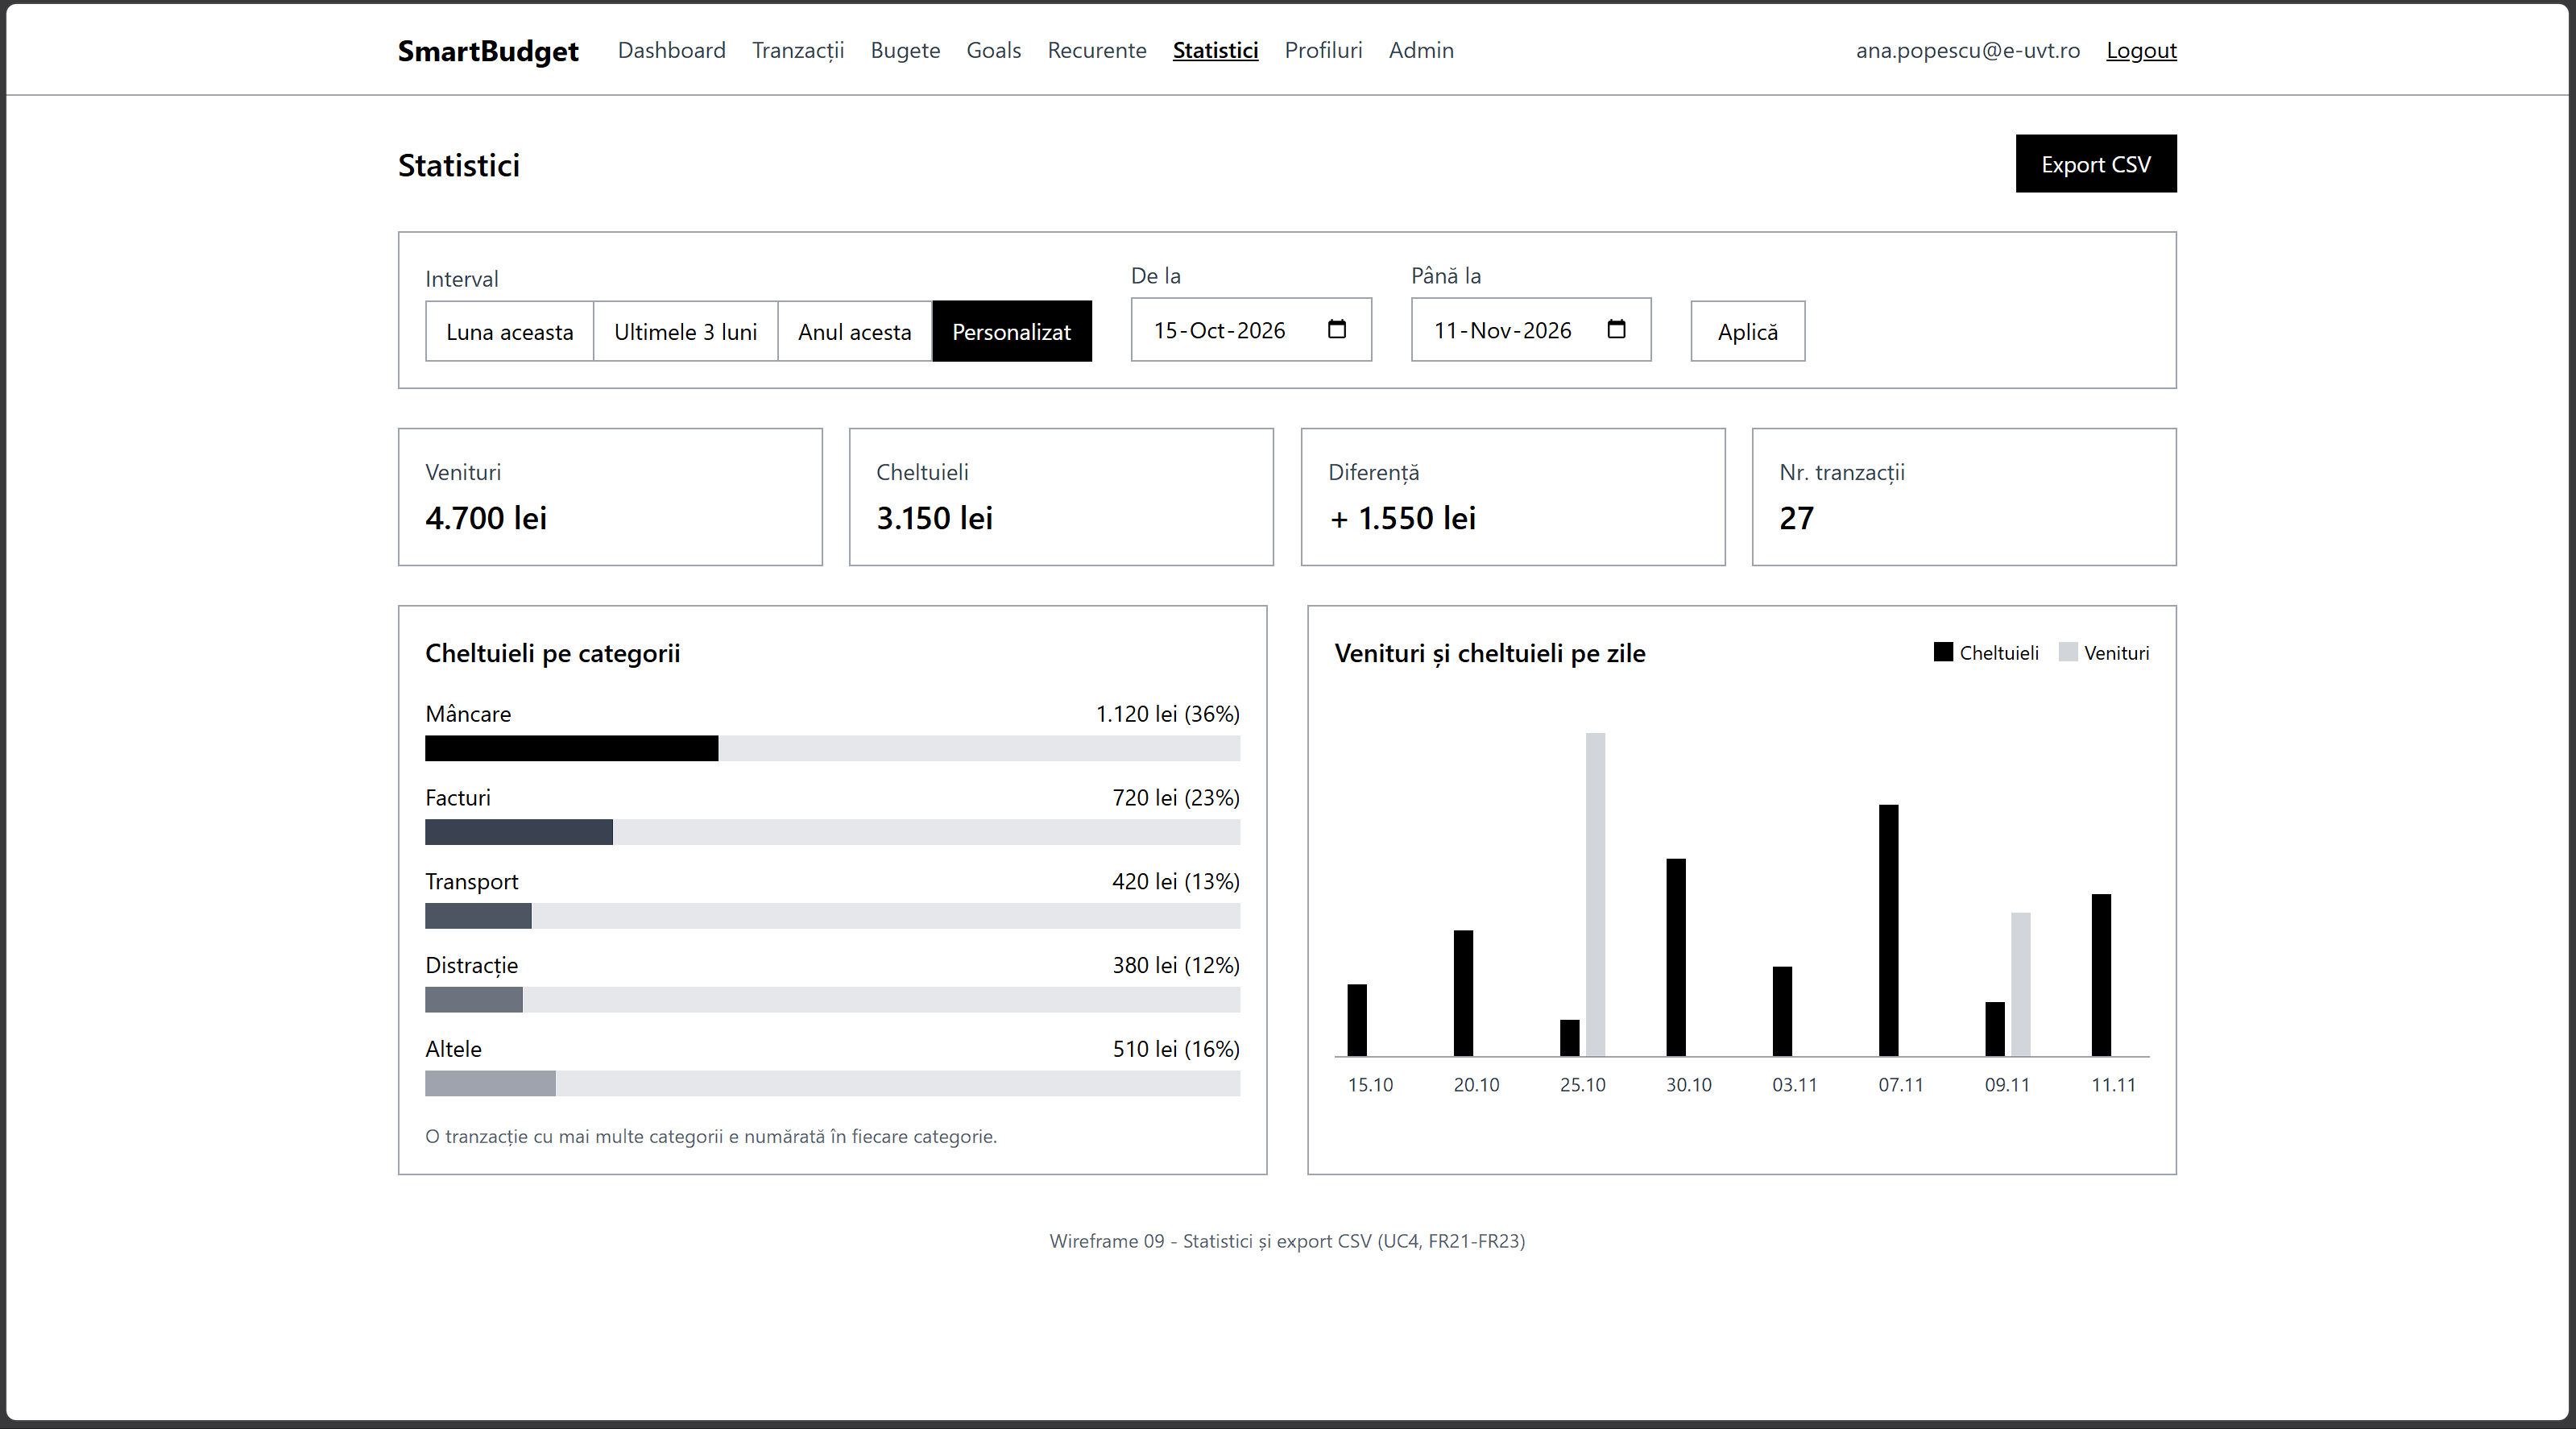 SmartBudget Dashboard Tranzacții Bugete Goals Recurente Statistici Profiluri Admin ana.popescu@e-uvt.ro Logout
Statistici Export CSV
Interval De la Până la
Luna aceasta Ultimele 3 luni Anul acesta Personalizat 15-Oct-2026 11-Nov-2026 Aplică
Venituri
4.700 lei
Cheltuieli
3.150 lei
Diferență
+ 1.550 lei
Nr. tranzacții
27
Cheltuieli pe categorii
Mâncare 1.120 lei (36%)
Facturi 720 lei (23%)
Transport 420 lei (13%)
Distracție 380 lei (12%)
Altele 510 lei (16%)
O tranzacție cu mai multe categorii e numărată în fiecare categorie.
Venituri și cheltuieli pe zile Cheltuieli Venituri
15.10 20.10 25.10 30.10 03.11 07.11 09.11 11.11
Wireframe 09 - Statistici și export CSV (UC4, FR21-FR23)